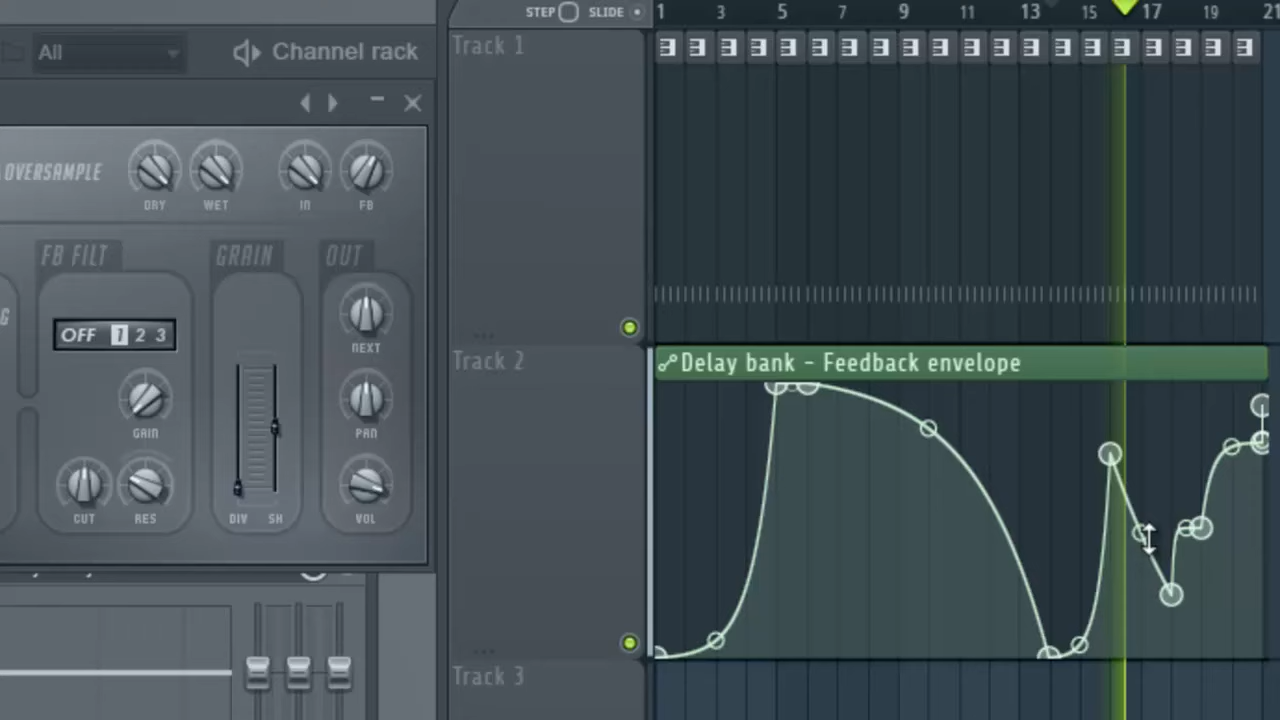 STEP SLIDE
1 3 5 7 9 11 13 15 17 19 21
All
Channel rack
Track 1
OVERSAMPLE
DRY WET IN FB
FB FILT GRAIN OUT
OFF 1 2 3
NEXT
GAIN
PAN
CUT RES DIV SH VOL
Track 2
Delay bank - Feedback envelope
Track 3